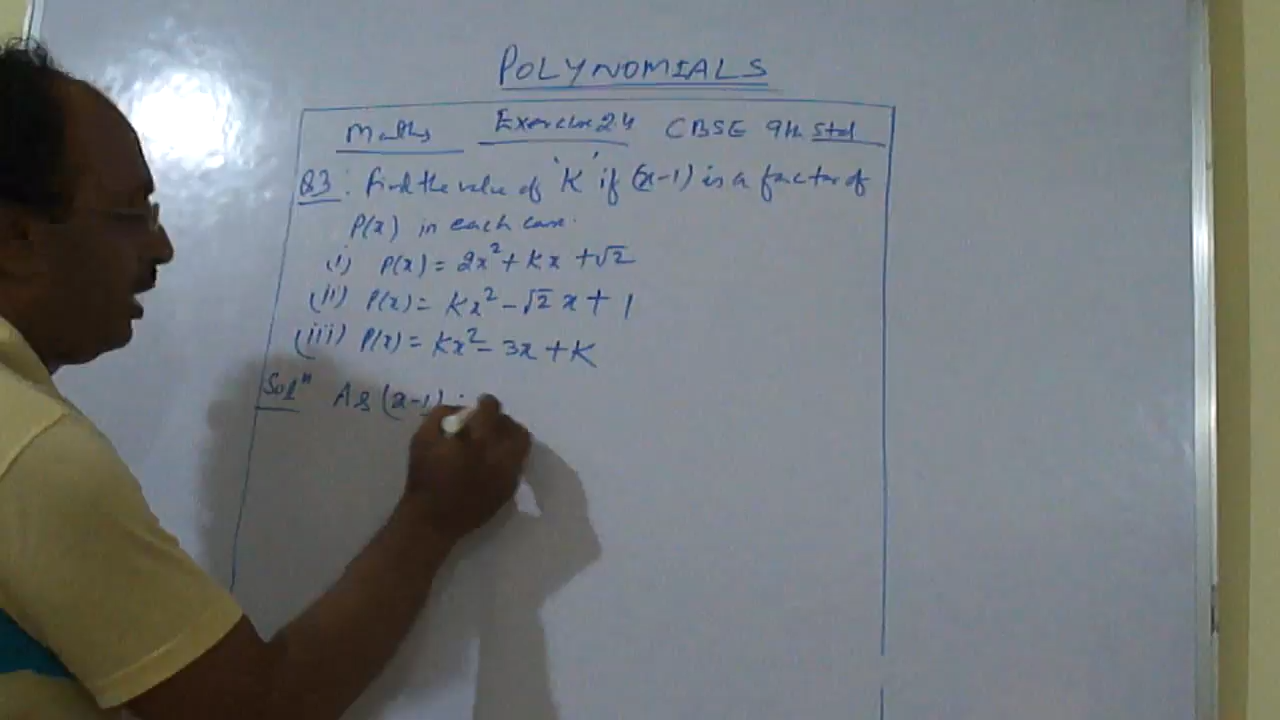 POLYNOMIALS
Maths Exercise 2.4 CBSE 9th Std
Q3: Find the value of 'K' if (x-1) is a factor of
P(x) in each case.
(i) P(x) = 2x² + Kx + √2
(ii) P(x) = Kx² - √2 x + 1
(iii) P(x) = Kx² - 3x + K
Solⁿ As (x-1)